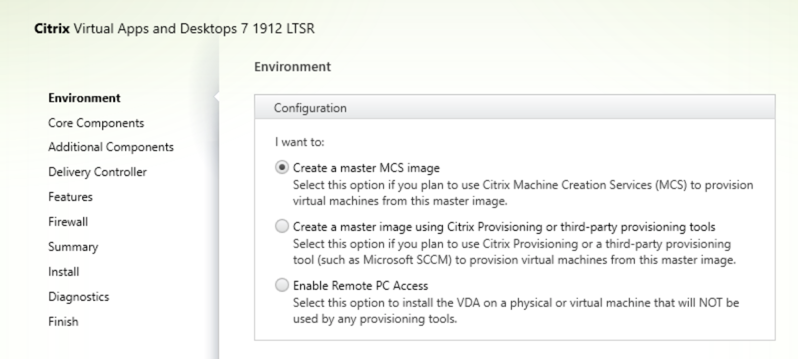 Citrix Virtual Apps and Desktops 7 1912 LTSR
Environment
Core Components
Additional Components
Delivery Controller
Features
Firewall
Summary
Install
Diagnostics
Finish
Environment
Configuration
I want to:
Create a master MCS image
Select this option if you plan to use Citrix Machine Creation Services (MCS) to provision
virtual machines from this master image.
Create a master image using Citrix Provisioning or third-party provisioning tools
Select this option if you plan to use Citrix Provisioning or a third-party provisioning
tool (such as Microsoft SCCM) to provision virtual machines from this master image.
Enable Remote PC Access
Select this option to install the VDA on a physical or virtual machine that will NOT be
used by any provisioning tools.